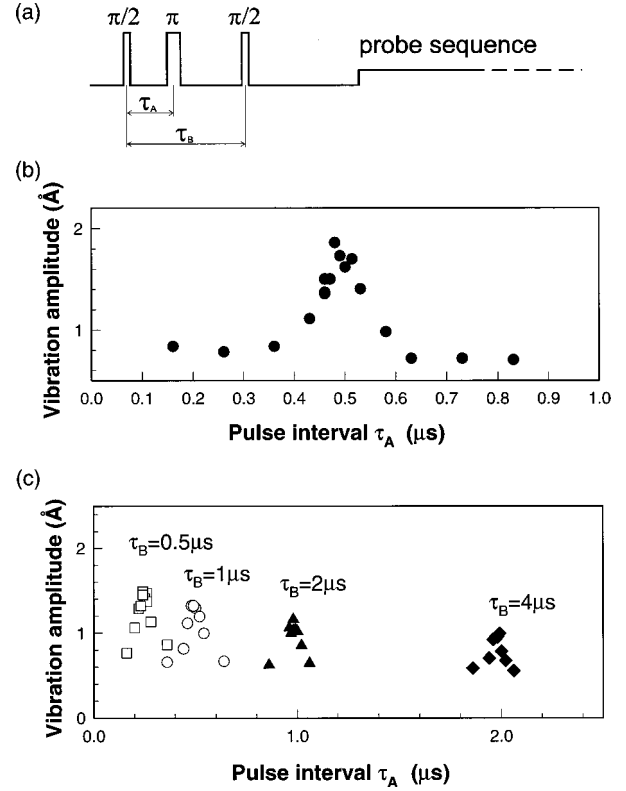 (a)
π/2 π π/2
probe sequence
τA
τB
(b)
Vibration amplitude (Å)
2
1
0.0 0.1 0.2 0.3 0.4 0.5 0.6 0.7 0.8 0.9 1.0
Pulse interval τA (μs)
(c)
Vibration amplitude (Å)
2
τB=0.5μs
τB=1μs
τB=2μs
τB=4μs
1
0
0.0 1.0 2.0
Pulse interval τA (μs)